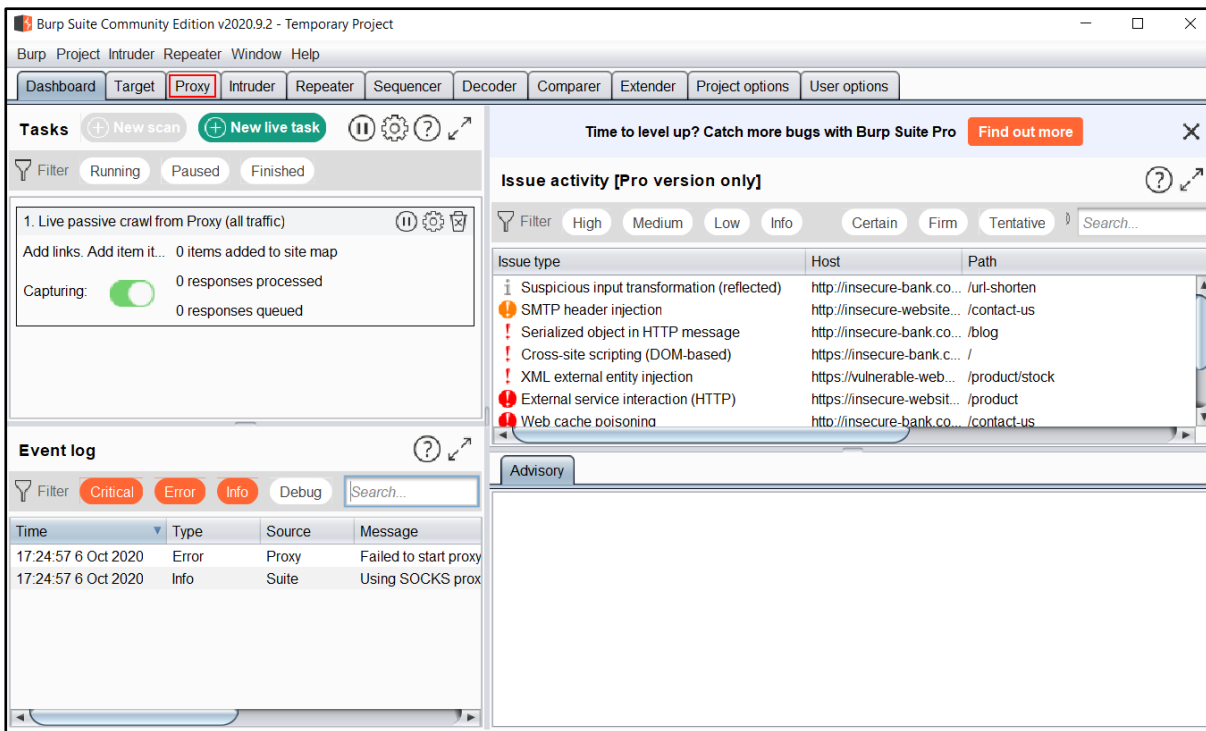 Burp Suite Community Edition v2020.9.2 - Temporary Project
Burp Project Intruder Repeater Window Help
Dashboard Target Proxy Intruder Repeater Sequencer Decoder Comparer Extender Project options User options
Tasks New scan New live task
Filter Running Paused Finished
1. Live passive crawl from Proxy (all traffic)
Add links. Add item it... 0 items added to site map
Capturing: 0 responses processed
0 responses queued
Event log
Filter Critical Error Info Debug Search...
Time Type Source Message
17:24:57 6 Oct 2020 Error Proxy Failed to start proxy
17:24:57 6 Oct 2020 Info Suite Using SOCKS prox
Time to level up? Catch more bugs with Burp Suite Pro Find out more
Issue activity [Pro version only]
Filter High Medium Low Info Certain Firm Tentative Search...
Issue type Host Path
Suspicious input transformation (reflected) http://insecure-bank.co... /url-shorten
SMTP header injection http://insecure-website... /contact-us
Serialized object in HTTP message http://insecure-bank.co... /blog
Cross-site scripting (DOM-based) https://insecure-bank.c... /
XML external entity injection https://vulnerable-web... /product/stock
External service interaction (HTTP) https://insecure-websit... /product
Web cache poisoning http://insecure-bank.co... /contact-us
Advisory